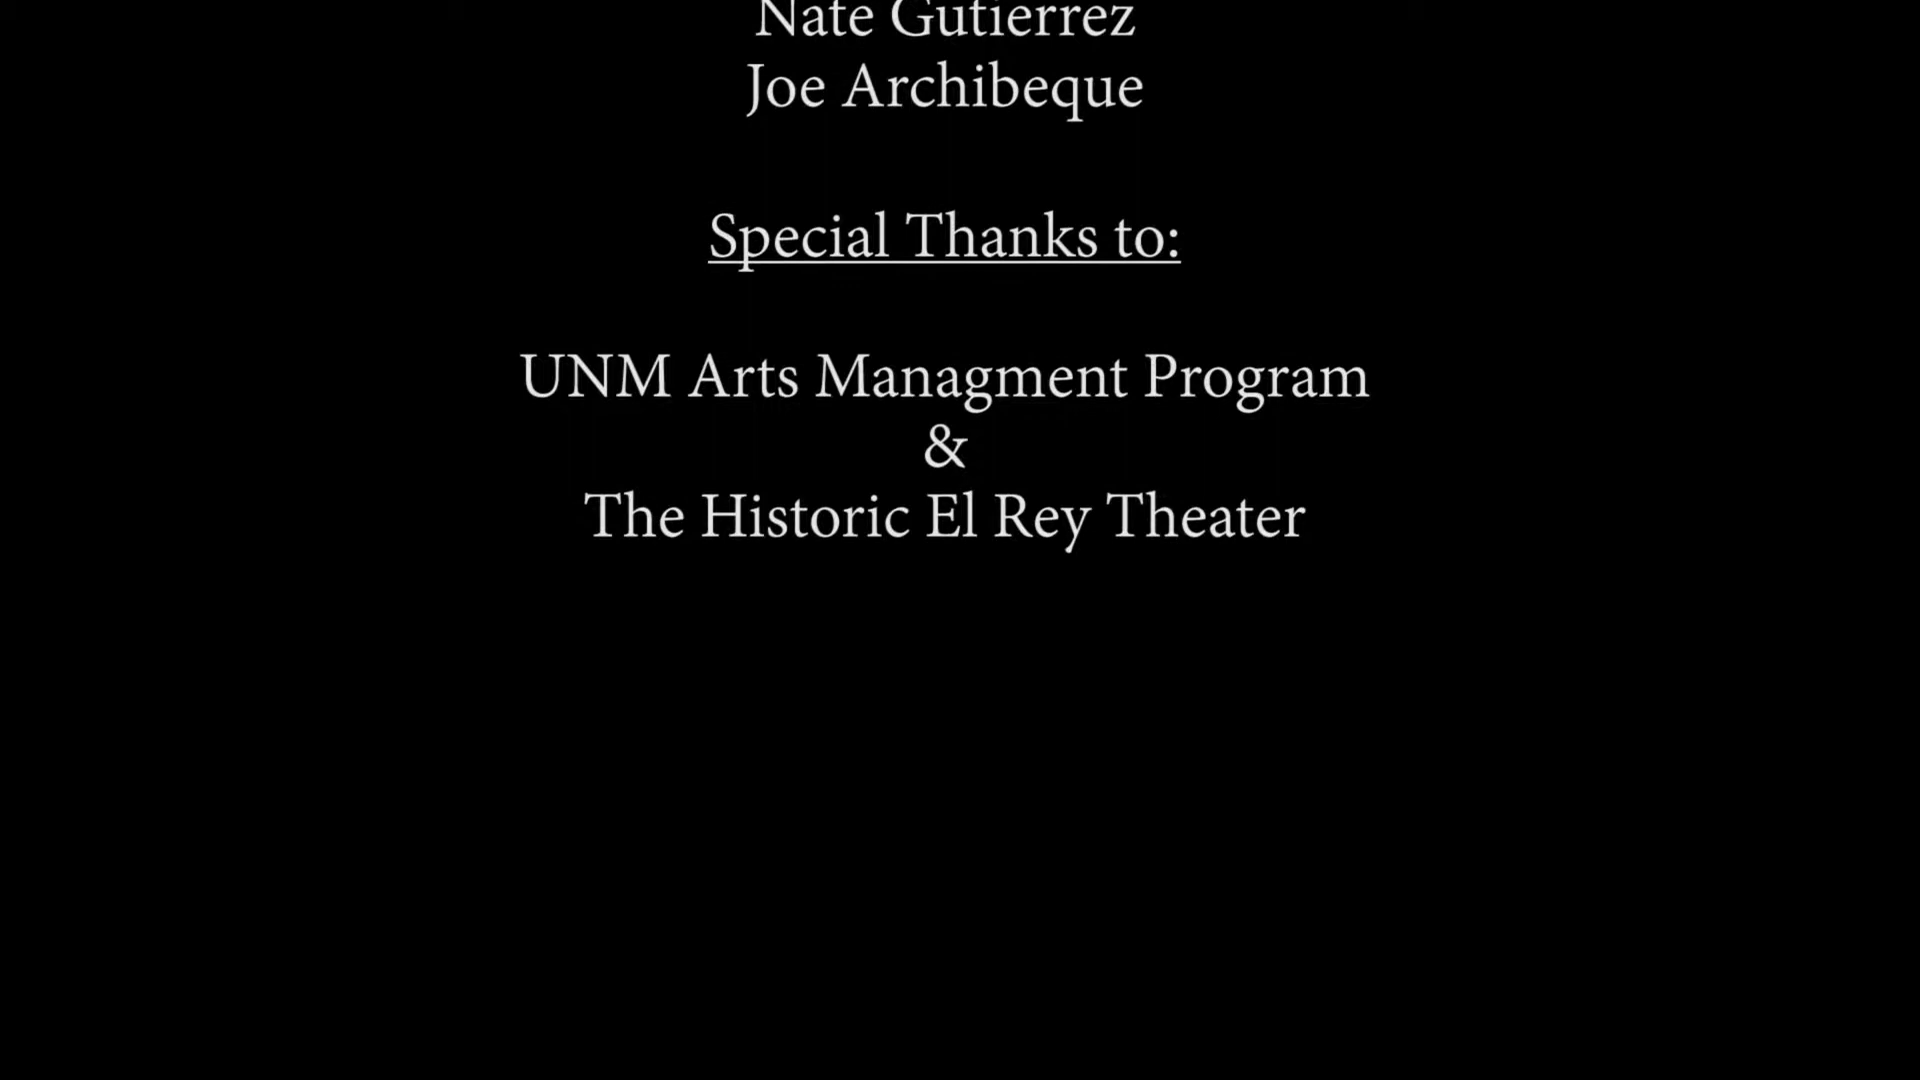 Nate Gutierrez
Joe Archibeque
Special Thanks to:
UNM Arts Managment Program
&
The Historic El Rey Theater